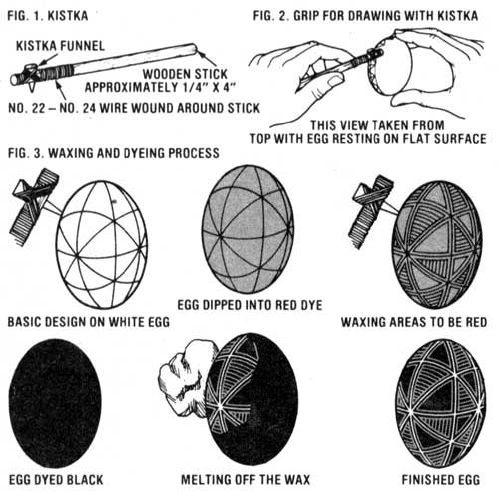 FIG. 1. KISTKA
KISTKA FUNNEL
WOODEN STICK
APPROXIMATELY 1/4" X 4"
NO. 22 – NO. 24 WIRE WOUND AROUND STICK
FIG. 2. GRIP FOR DRAWING WITH KISTKA
THIS VIEW TAKEN FROM
TOP WITH EGG RESTING ON FLAT SURFACE
FIG. 3. WAXING AND DYEING PROCESS
BASIC DESIGN ON WHITE EGG
EGG DIPPED INTO RED DYE
WAXING AREAS TO BE RED
EGG DYED BLACK
MELTING OFF THE WAX
FINISHED EGG